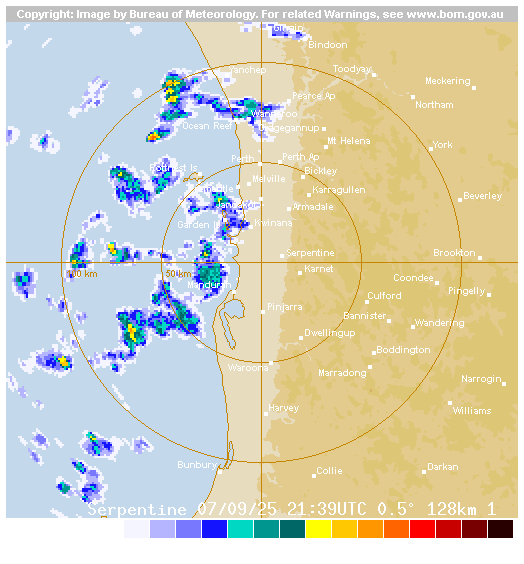 Copyright: Image by Bureau of Meteorology. For related Warnings, see www.bom.gov.au
Gingin
Bindoon
Yanchep
Toodyay
Meckering
Pearce Ap
Northam
Wanneroo
Ocean Reef
Gidgegannup
Mt Helena
York
Perth
Perth Ap
Rottnest Is
Bickley
Melville
Fremantle
Karragullen
Beverley
Jandakot
Armadale
Garden Is
Kwinana
Serpentine
Brookton
100 km
50 km
Karnet
Coondee
Mandurah
Pingelly
Culford
Pinjarra
Bannister
Wandering
Dwellingup
Boddington
Waroona
Marradong
Narrogin
Harvey
Williams
Bunbury
Collie
Darkan
Serpentine 07/09/25 21:39UTC 0.5° 128km 1